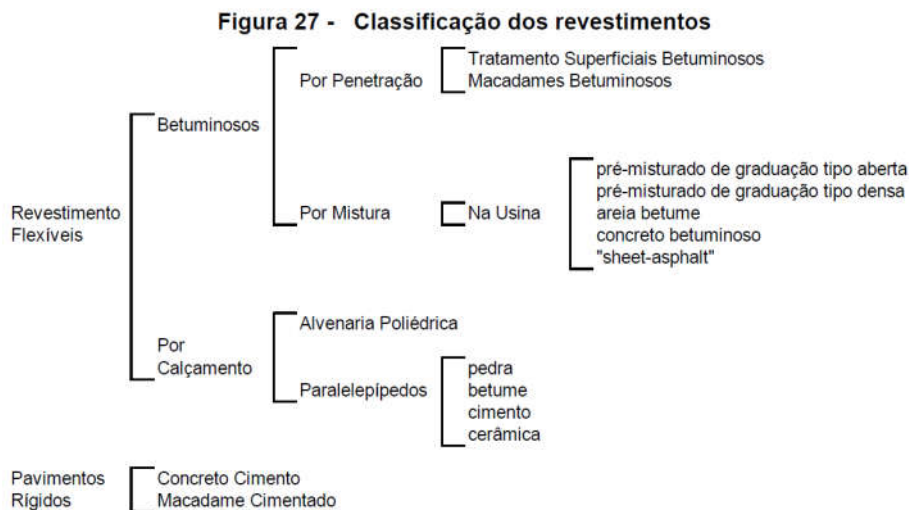 Figura 27 - Classificação dos revestimentos
Por Penetração
Tratamento Superficiais Betuminosos
Macadames Betuminosos
Betuminosos
Por Mistura
Na Usina
pré-misturado de graduação tipo aberta
pré-misturado de graduação tipo densa
areia betume
concreto betuminoso
"sheet-asphalt"
Revestimento
Flexíveis
Alvenaria Poliédrica
Por
Calçamento
Paralelepípedos
pedra
betume
cimento
cerâmica
Pavimentos
Rígidos
Concreto Cimento
Macadame Cimentado